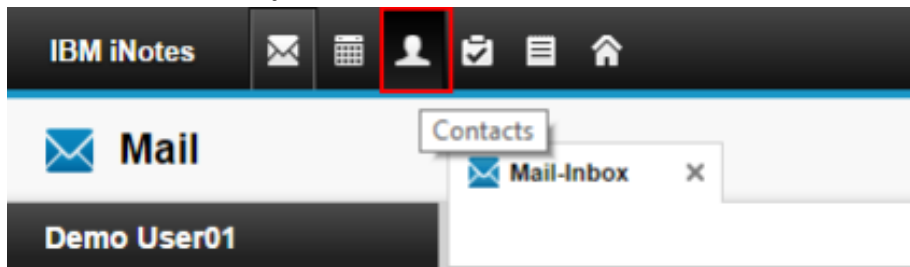 IBM iNotes
Contacts
Mail
Mail-Inbox
Demo User01